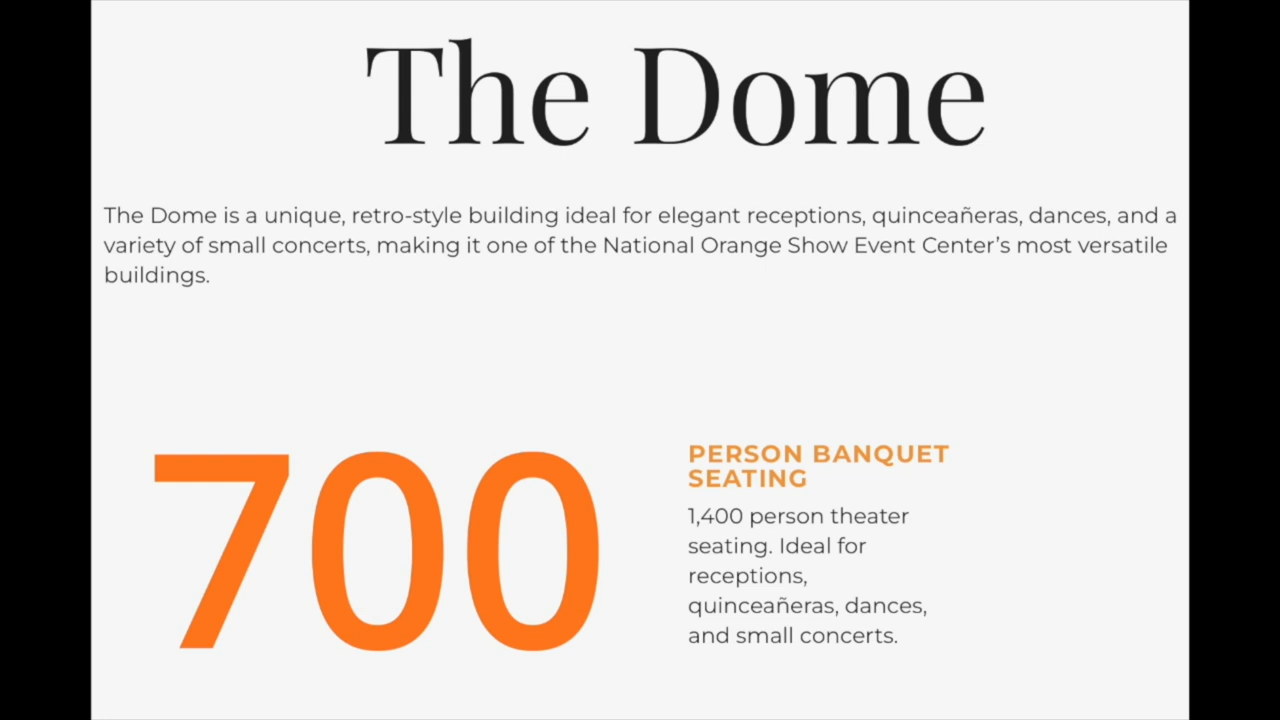 The Dome
The Dome is a unique, retro-style building ideal for elegant receptions, quinceañeras, dances, and a
variety of small concerts, making it one of the National Orange Show Event Center’s most versatile
buildings.
700
PERSON BANQUET
SEATING
1,400 person theater
seating. Ideal for
receptions,
quinceañeras, dances,
and small concerts.